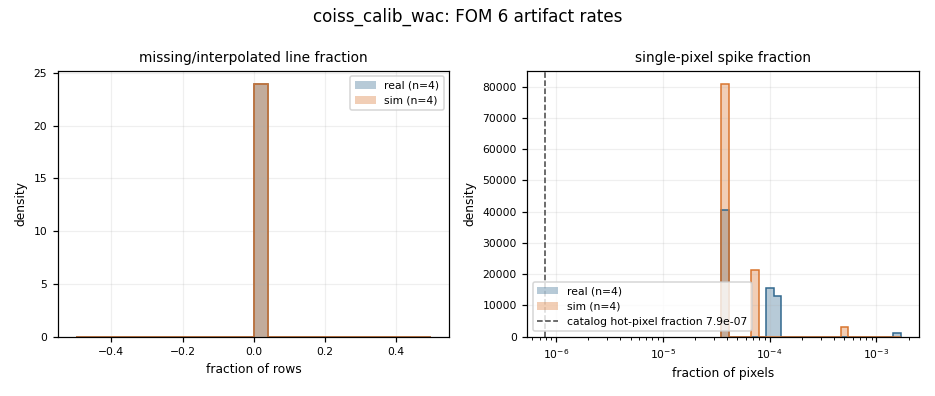 coiss_calib_wac: FOM 6 artifact rates
missing/interpolated line fraction
density
25
20
15
10
5
0
real (n=4)
sim (n=4)
−0.4
−0.2
0.0
0.2
0.4
fraction of rows
single-pixel spike fraction
density
80000
70000
60000
50000
40000
30000
20000
10000
0
real (n=4)
sim (n=4)
catalog hot-pixel fraction 7.9e-07
10⁻⁶
10⁻⁵
10⁻⁴
10⁻³
fraction of pixels